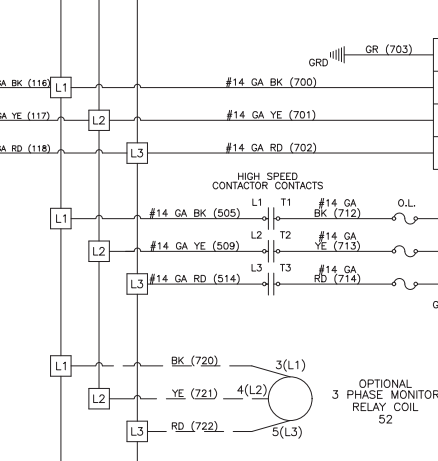 GR (703)
GRD
GA BK (116)
L1
#14 GA BK (700)
GA YE (117)
L2
#14 GA YE (701)
GA RD (118)
L3
#14 GA RD (702)
HIGH SPEED
CONTACTOR CONTACTS
L1
#14 GA BK (505)
L1
T1
#14 GA
BK (712)
O.L.
L2
#14 GA YE (509)
L2
T2
#14 GA
YE (713)
L3
#14 GA RD (514)
L3
T3
#14 GA
RD (714)
G
L1
BK (720)
3(L1)
L2
YE (721)
4(L2)
L3
RD (722)
5(L3)
OPTIONAL
3 PHASE MONITOR
RELAY COIL
52